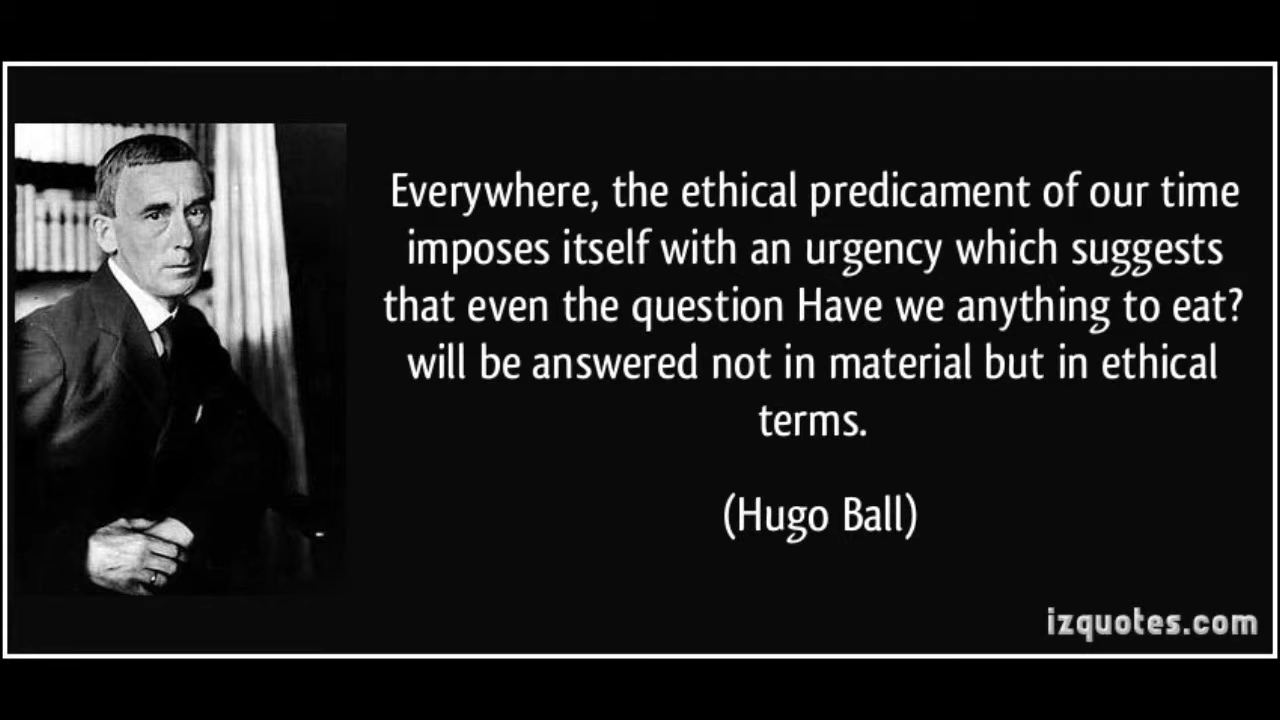 Everywhere, the ethical predicament of our time
imposes itself with an urgency which suggests
that even the question Have we anything to eat?
will be answered not in material but in ethical
terms.
(Hugo Ball)
izquotes.com